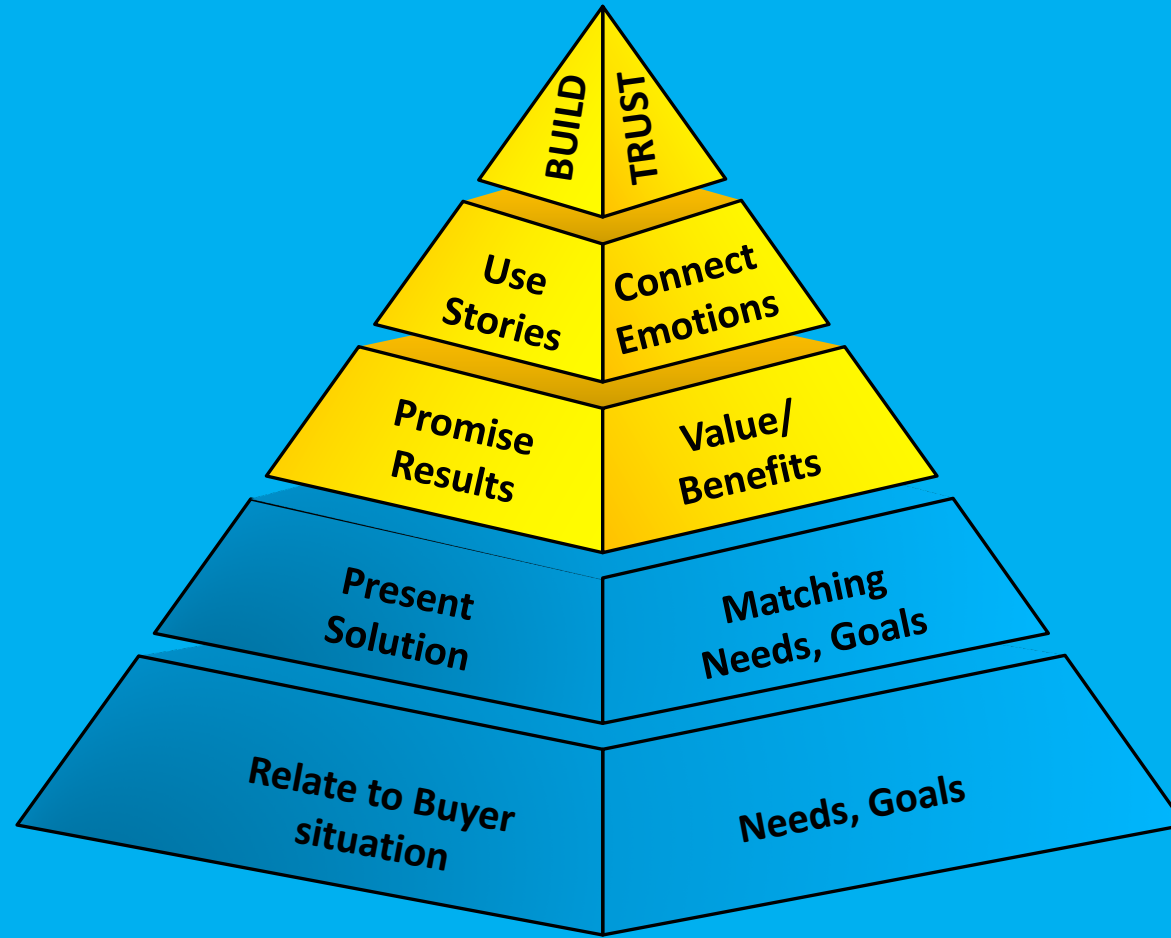 BUILD
TRUST
Use
Stories
Connect
Emotions
Promise
Results
Value/
Benefits
Present
Solution
Matching
Needs, Goals
Relate to Buyer
situation
Needs, Goals